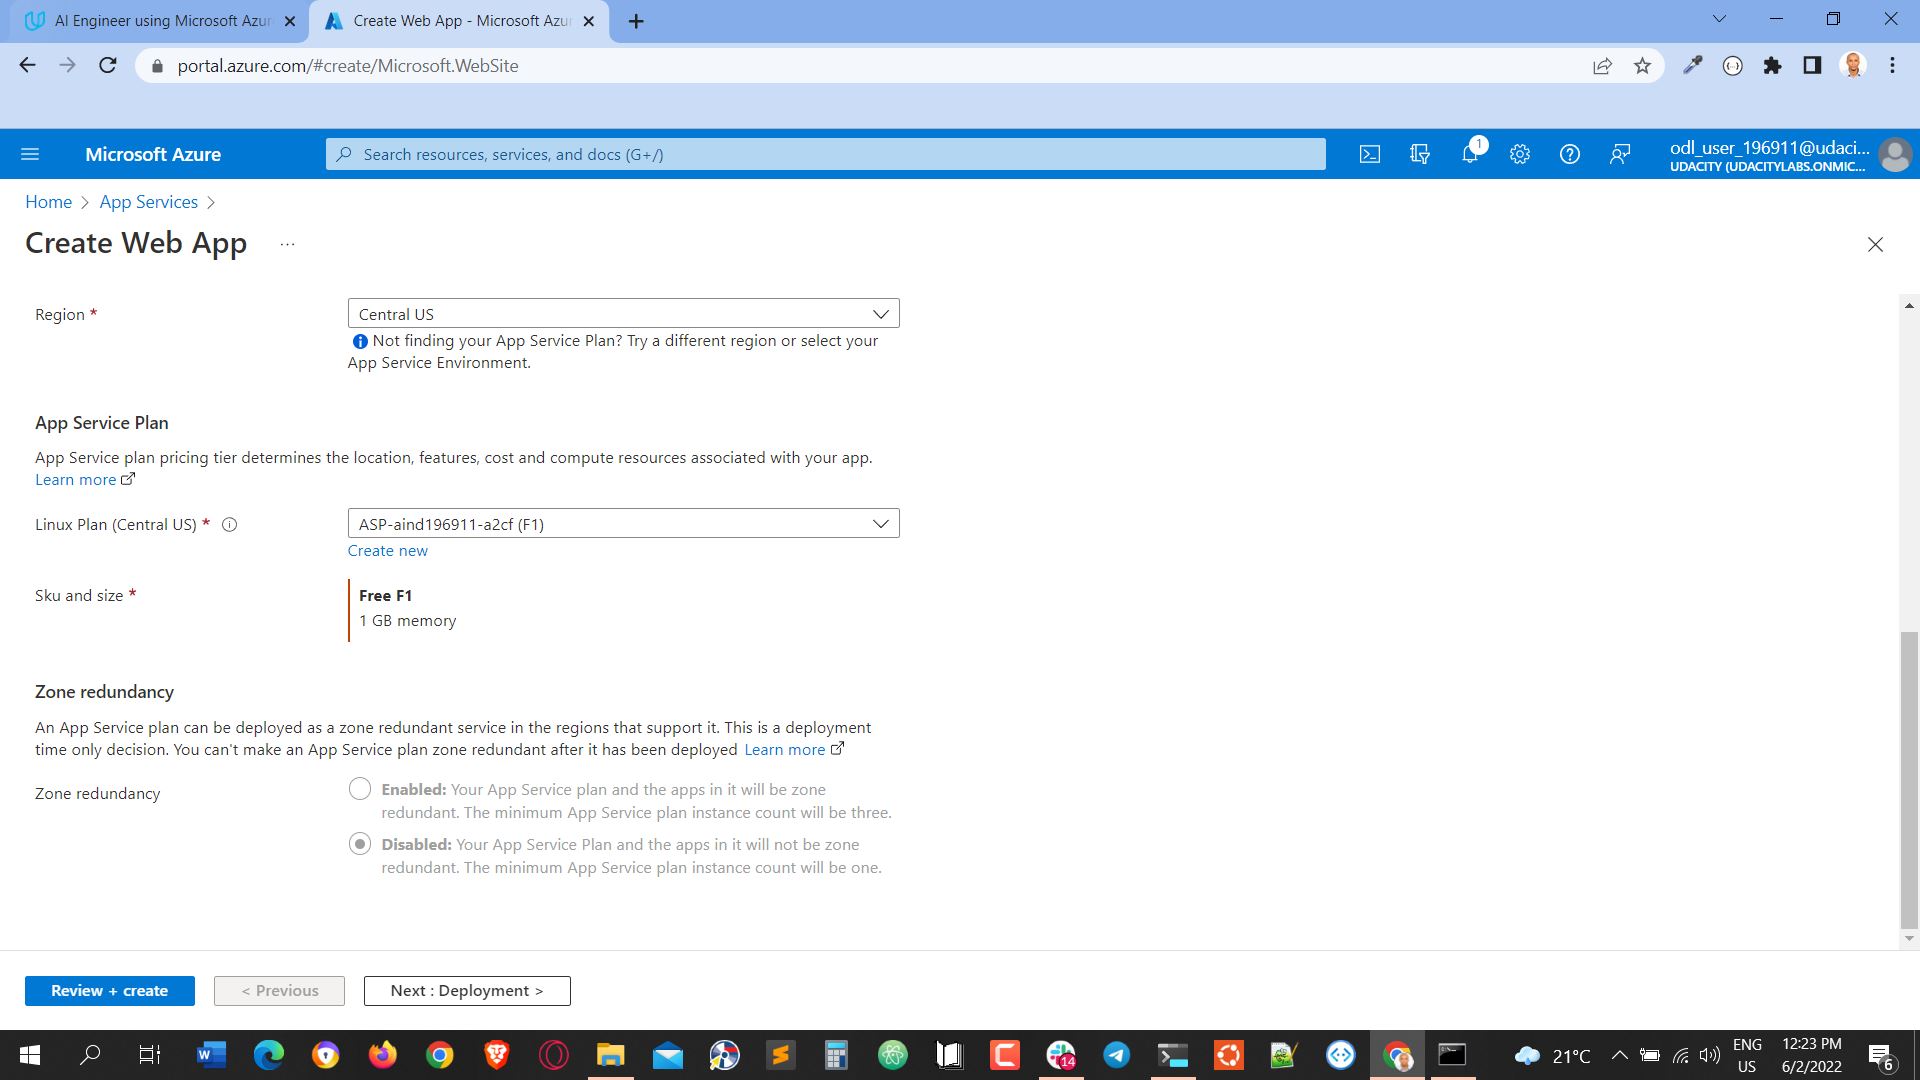 AI Engineer using Microsoft Azur
Create Web App - Microsoft Azur
portal.azure.com/#create/Microsoft.WebSite
Microsoft Azure
Search resources, services, and docs (G+/)
1
odl_user_196911@udaci...
UDACITY (UDACITYLABS.ONMIC...
Home > App Services >
Create Web App ...
Region *
Central US
Not finding your App Service Plan? Try a different region or select your
App Service Environment.
App Service Plan
App Service plan pricing tier determines the location, features, cost and compute resources associated with your app.
Learn more
Linux Plan (Central US) *
ASP-aind196911-a2cf (F1)
Create new
Sku and size *
Free F1
1 GB memory
Zone redundancy
An App Service plan can be deployed as a zone redundant service in the regions that support it. This is a deployment
time only decision. You can't make an App Service plan zone redundant after it has been deployed Learn more
Zone redundancy
Enabled: Your App Service plan and the apps in it will be zone
redundant. The minimum App Service plan instance count will be three.
Disabled: Your App Service Plan and the apps in it will not be zone
redundant. The minimum App Service plan instance count will be one.
Review + create
< Previous
Next : Deployment >
14
21°C
ENG
US
12:23 PM
6/2/2022
6